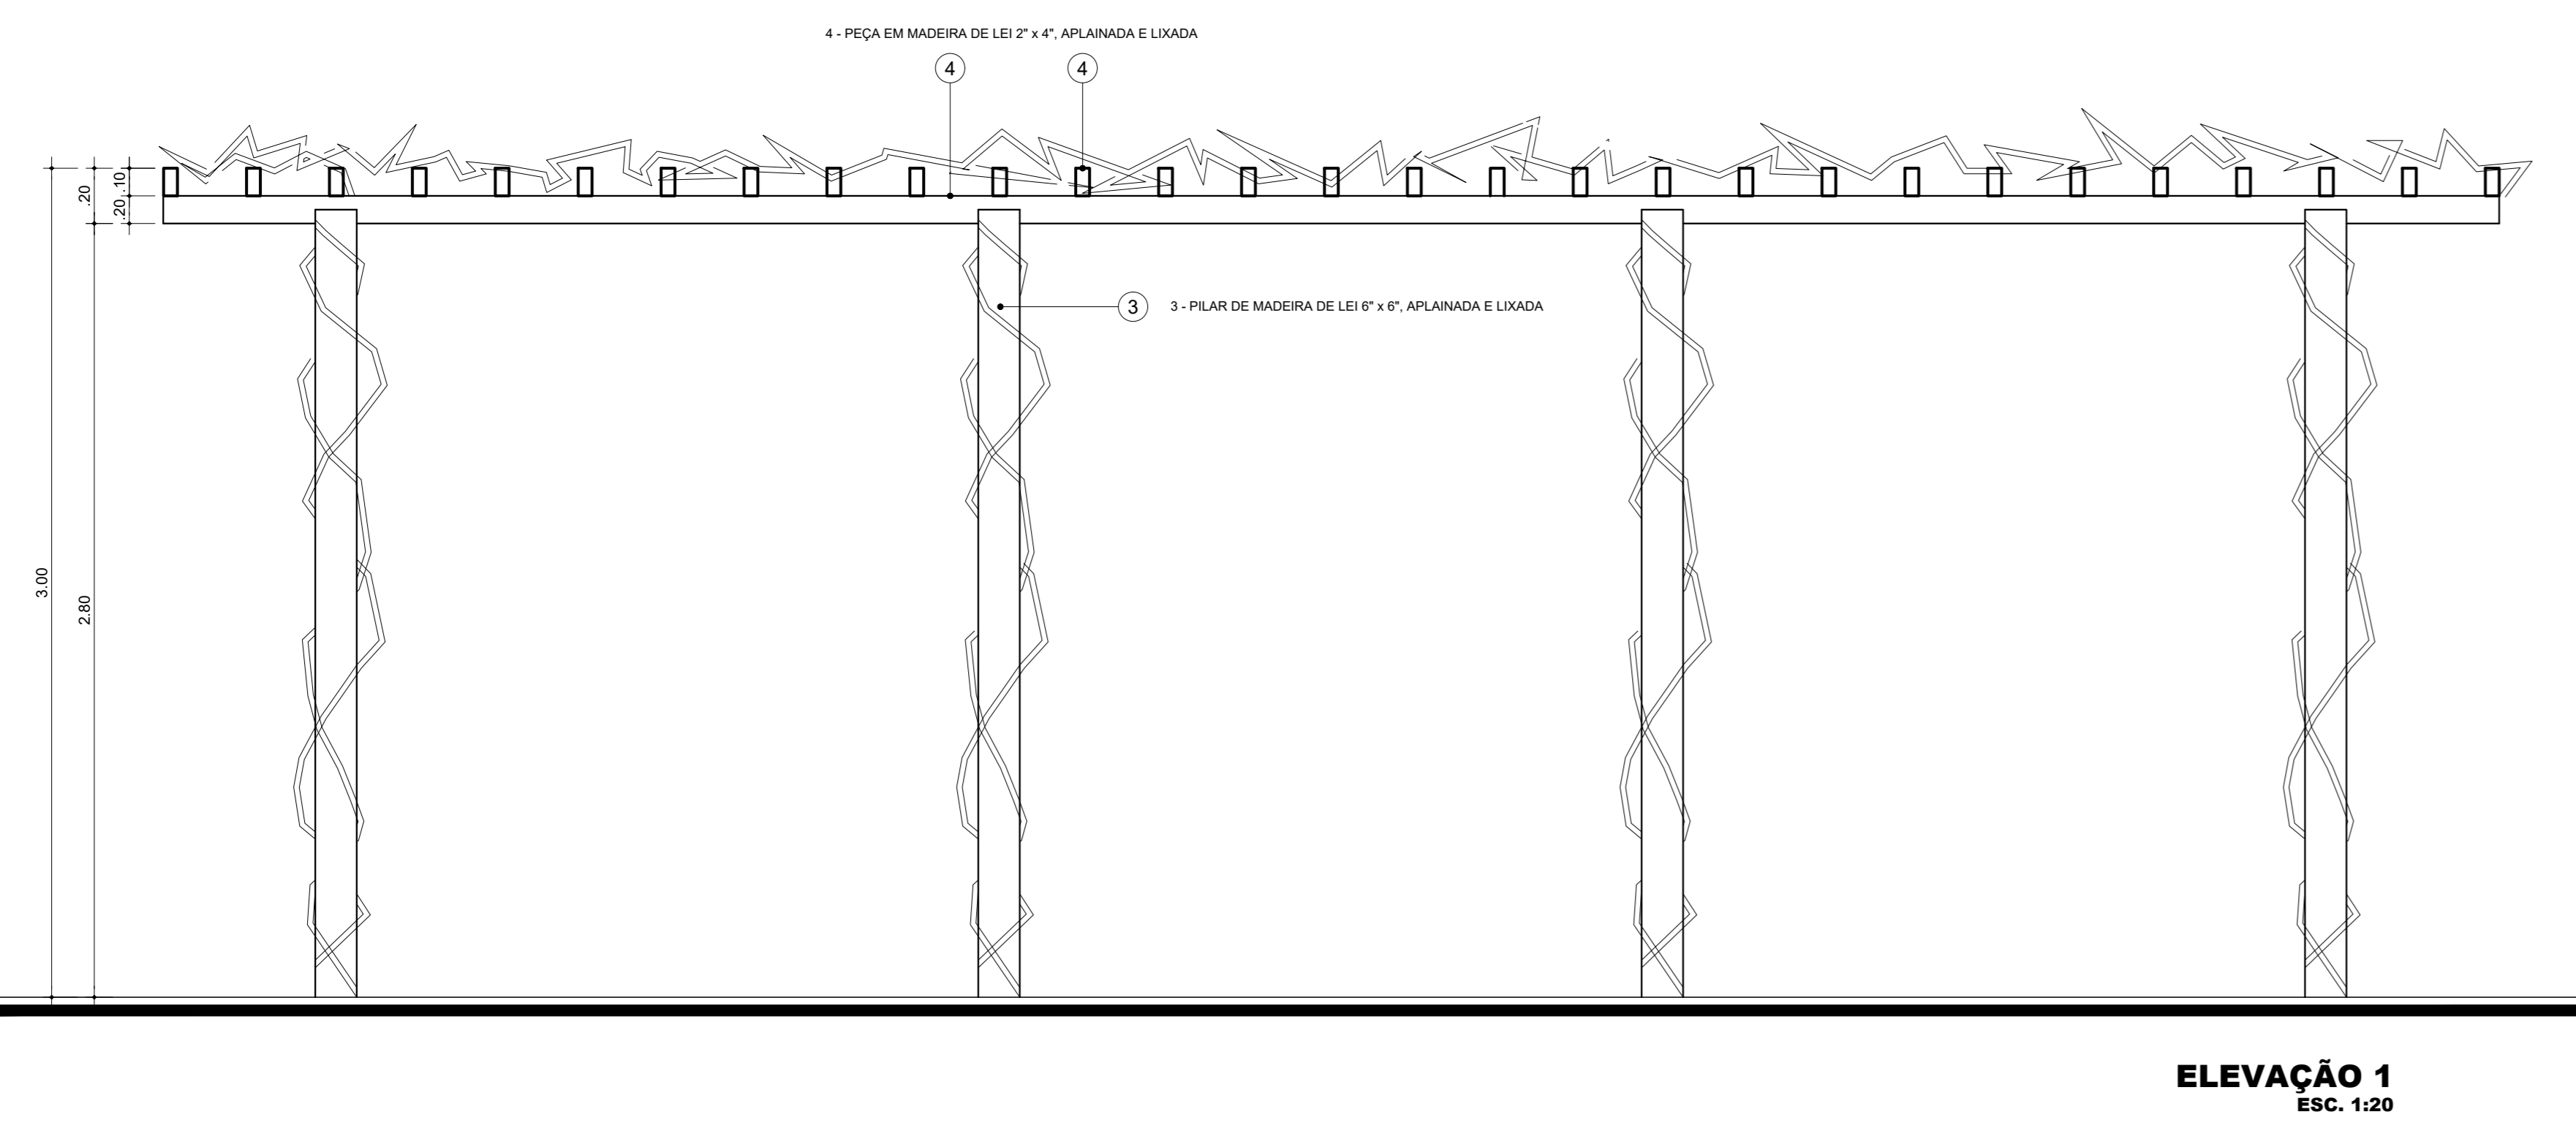 4 - PEÇA EM MADEIRA DE LEI 2" x 4", APLAINADA E LIXADA
4
4
.20
.10
.20
3 - PILAR DE MADEIRA DE LEI 6" x 6", APLAINADA E LIXADA
3
3.00
2.80
ELEVAÇÃO 1
ESC. 1:20